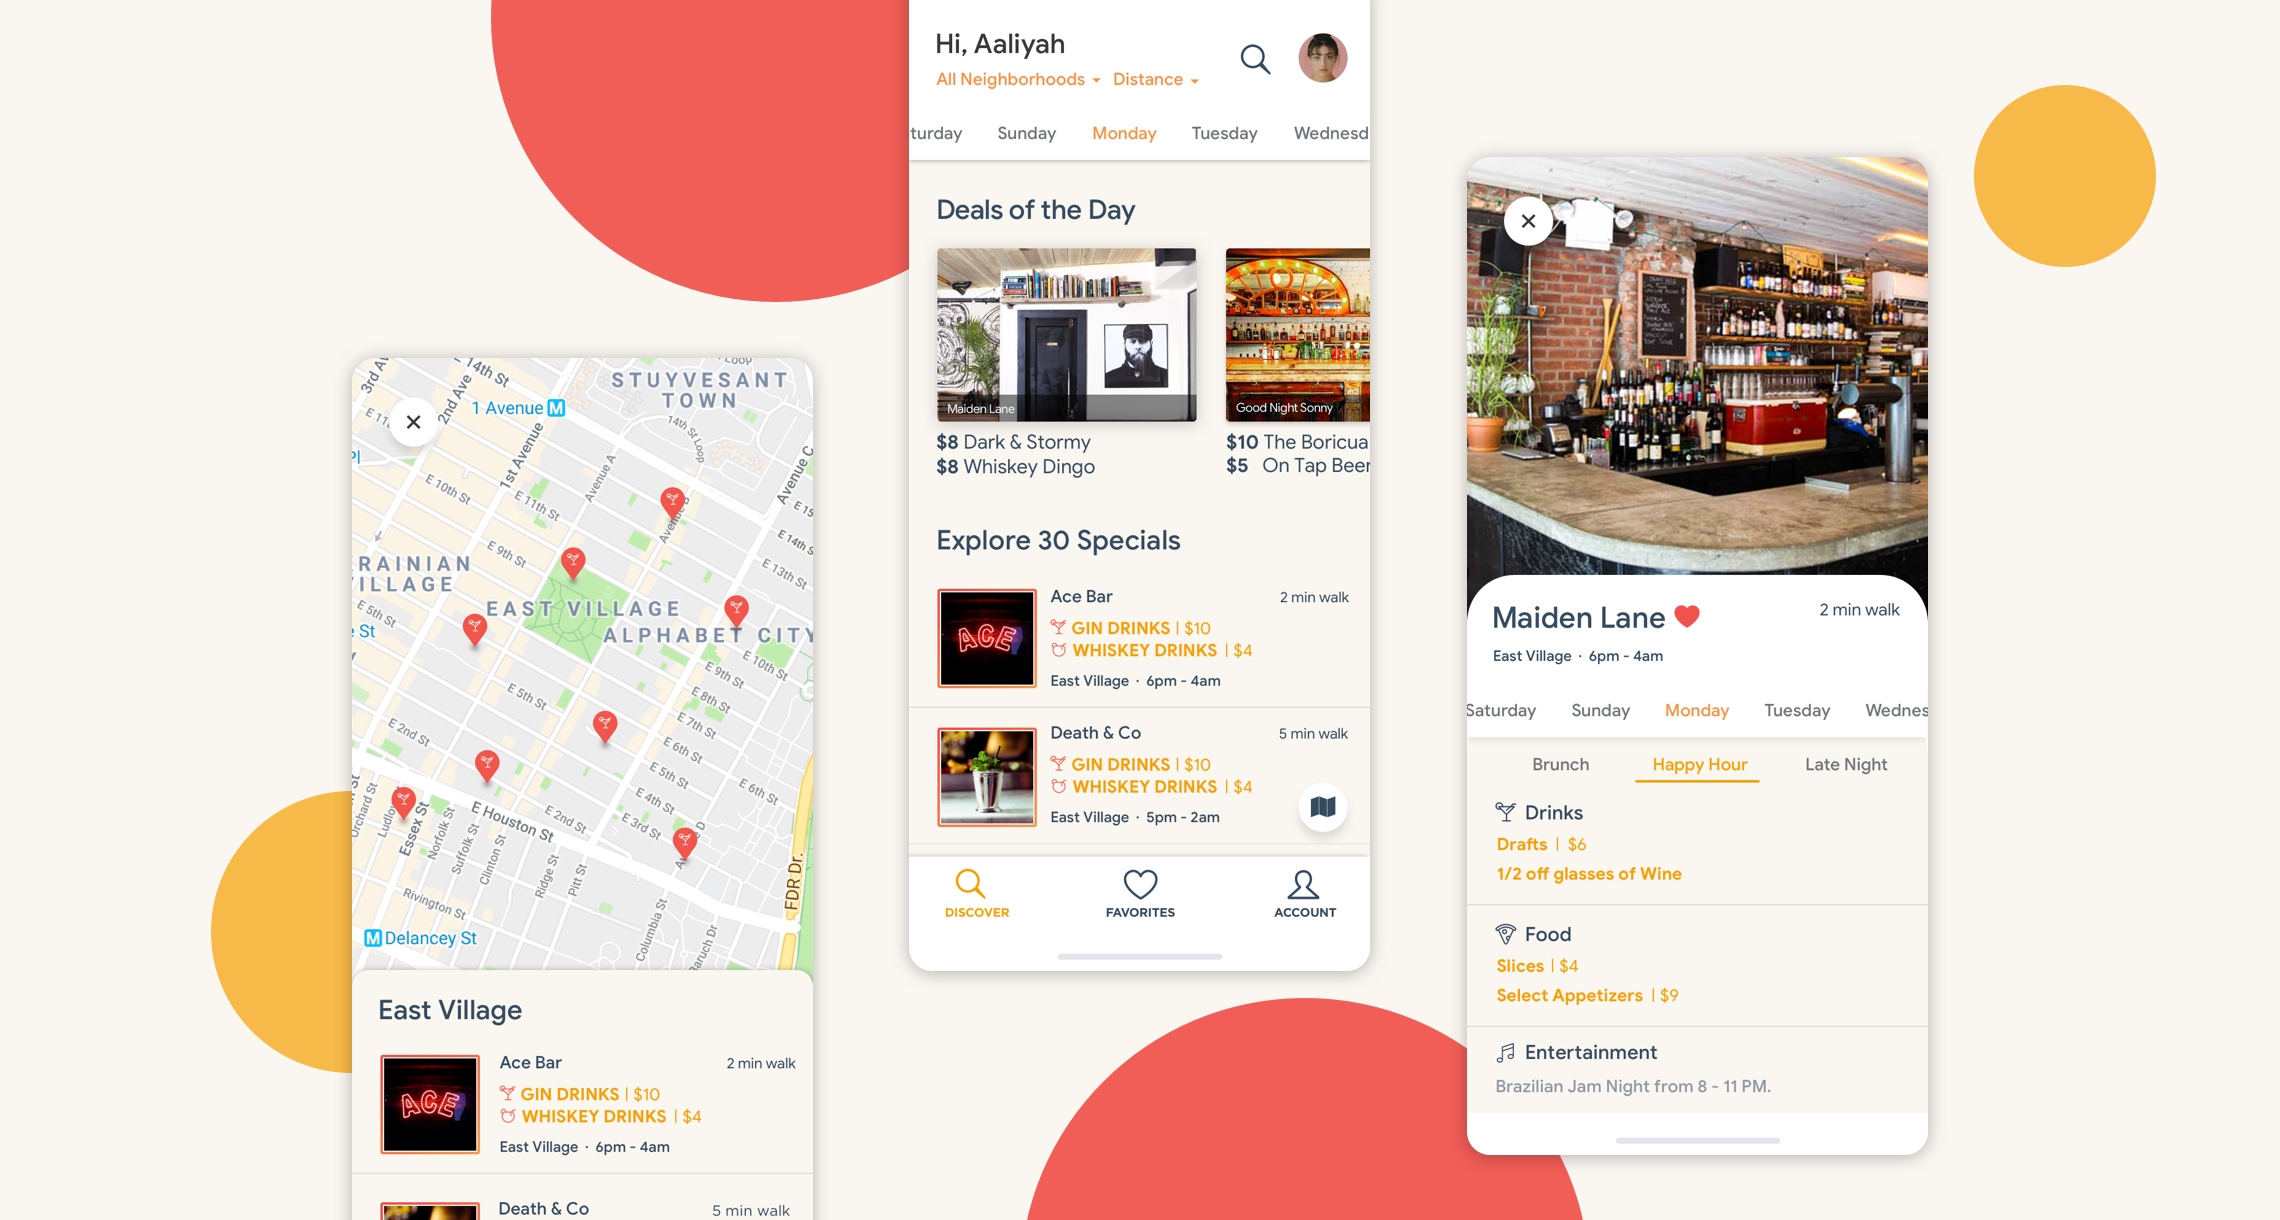 3rd Av
14th St
2nd Ave
Loop
STUYVESANT
TOWN
1 Avenue M
E 11
1st Avenue
14th St Loop
Avenue C
Pl
Avenue A
E 10th St
E 11th St
E 15
Avenue B
E 14th St
E 9th St
RAINIAN
VILLAGE
E 13th St
E 5th St
EAST VILLAGE
ALPHABET CITY
e St
E 10th St
E 9th St
E 5th St
E 8th St
E 2nd St
E 7th St
E 6th St
E 5th St
E 6th St
E 4th St
Orchard St
Ludlo
Essex St
E Houston St
E 2nd St
E 3rd St
Norfolk St
Suffolk St
Clinton St
Ridge St
Pitt St
FDR Dr.
Rivington St
Columbia St
Baruch Dr
M Delancey St
East Village
Ace Bar
2 min walk
GIN DRINKS | $10
WHISKEY DRINKS | $4
East Village · 6pm - 4am
Death & Co
5 min walk
Hi, Aaliyah
All Neighborhoods Distance
turday Sunday Monday Tuesday Wednesd
Deals of the Day
Maiden Lane
$8 Dark & Stormy
$8 Whiskey Dingo
Good Night Sonny
$10 The Boricua
$5 On Tap Beer
Explore 30 Specials
ACE
Ace Bar
2 min walk
GIN DRINKS | $10
WHISKEY DRINKS | $4
East Village · 6pm - 4am
Death & Co
5 min walk
GIN DRINKS | $10
WHISKEY DRINKS | $4
East Village · 5pm - 2am
DISCOVER
FAVORITES
ACCOUNT
Maiden Lane
2 min walk
East Village · 6pm - 4am
Saturday Sunday Monday Tuesday Wednes
Brunch Happy Hour Late Night
Drinks
Drafts | $6
1/2 off glasses of Wine
Food
Slices | $4
Select Appetizers | $9
Entertainment
Brazilian Jam Night from 8 - 11 PM.